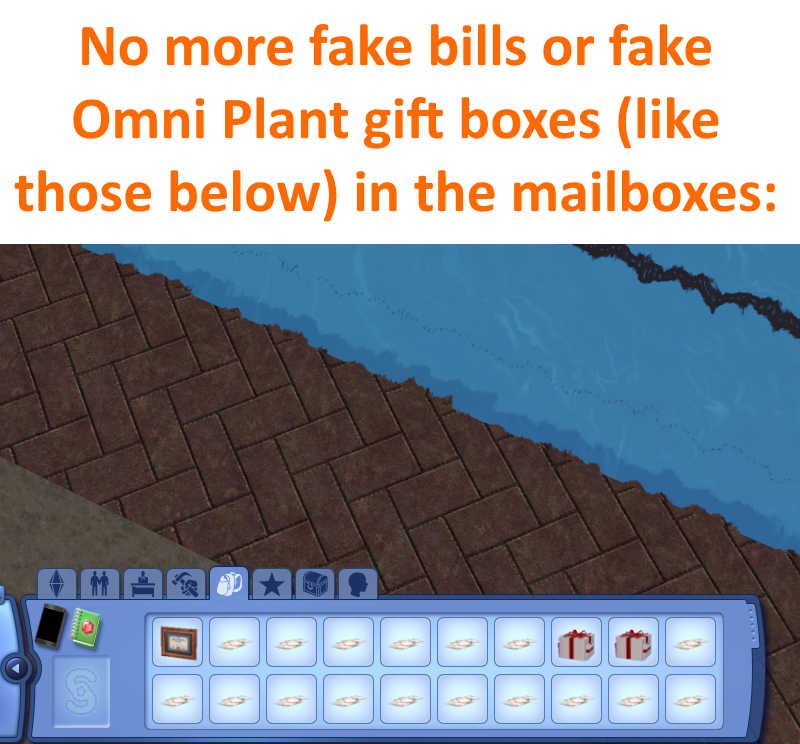 No more fake bills or fake
Omni Plant gift boxes (like
those below) in the mailboxes: